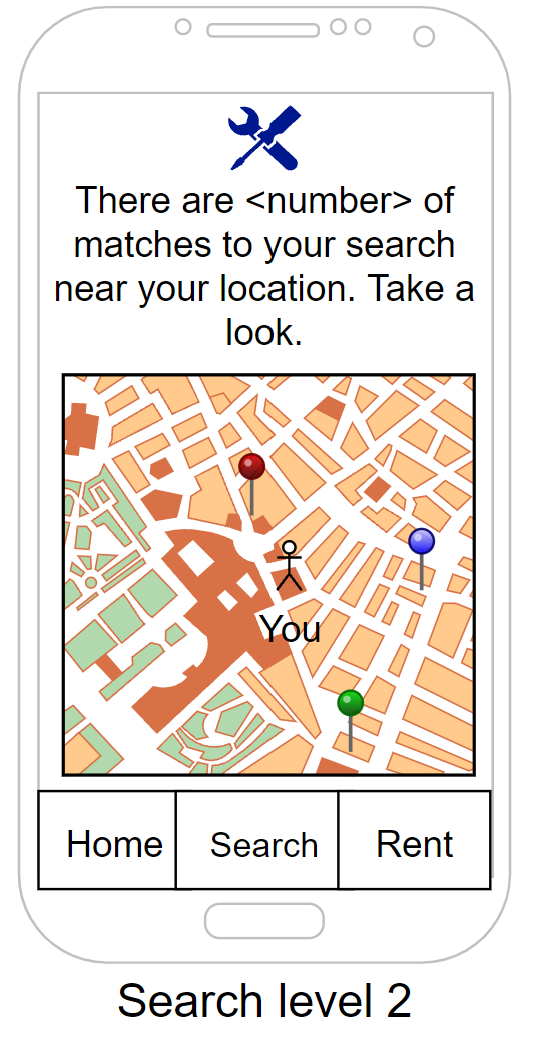 There are <number> of
matches to your search
near your location. Take a
look.
You
Home
Search
Rent
Search level 2